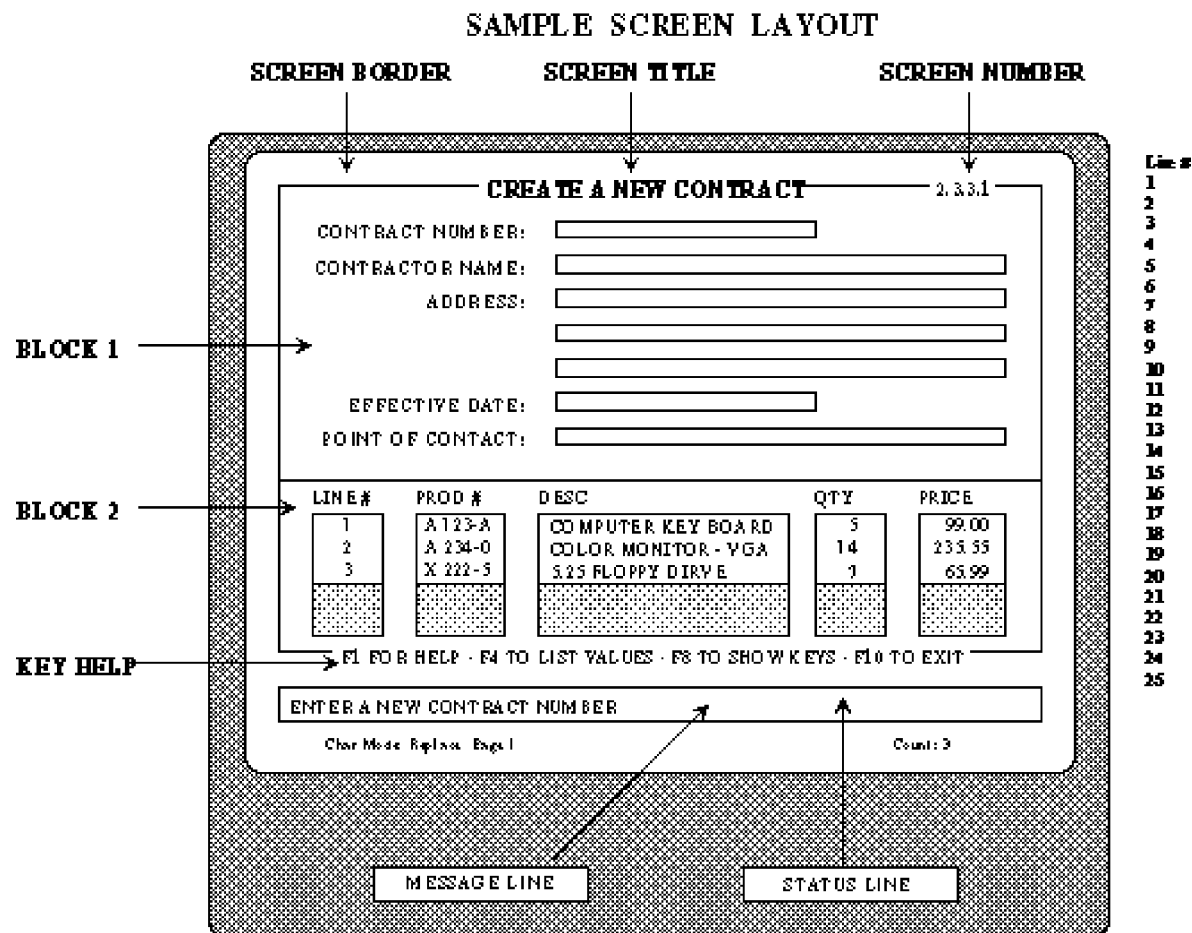 SAMPLE SCREEN LAYOUT
SCREEN BORDER SCREEN TITLE SCREEN NUMBER
CREATE A NEW CONTRACT 2.3.3.1
CONTRACT NUMBER:
CONTRACTOR NAME:
ADDRESS:
EFFECTIVE DATE:
POINT OF CONTACT:
BLOCK 1
BLOCK 2
LINE # PROD # DESC QTY PRICE
1 A 123-A COMPUTER KEY BOARD 5 99.00
2 A 234-0 COLOR MONITOR - VGA 14 235.55
3 X 222-5 5.25 FLOPPY DIRVE 65.99
KEY HELP
F1 FOR HELP - F4 TO LIST VALUES - F8 TO SHOW KEYS - F10 TO EXIT
ENTER A NEW CONTRACT NUMBER
Char Mode Replace Page 1 Count: 3
MESSAGE LINE STATUS LINE
Line #
1
2
3
4
5
6
7
8
9
10
11
12
13
14
15
16
17
18
19
20
21
22
23
24
25